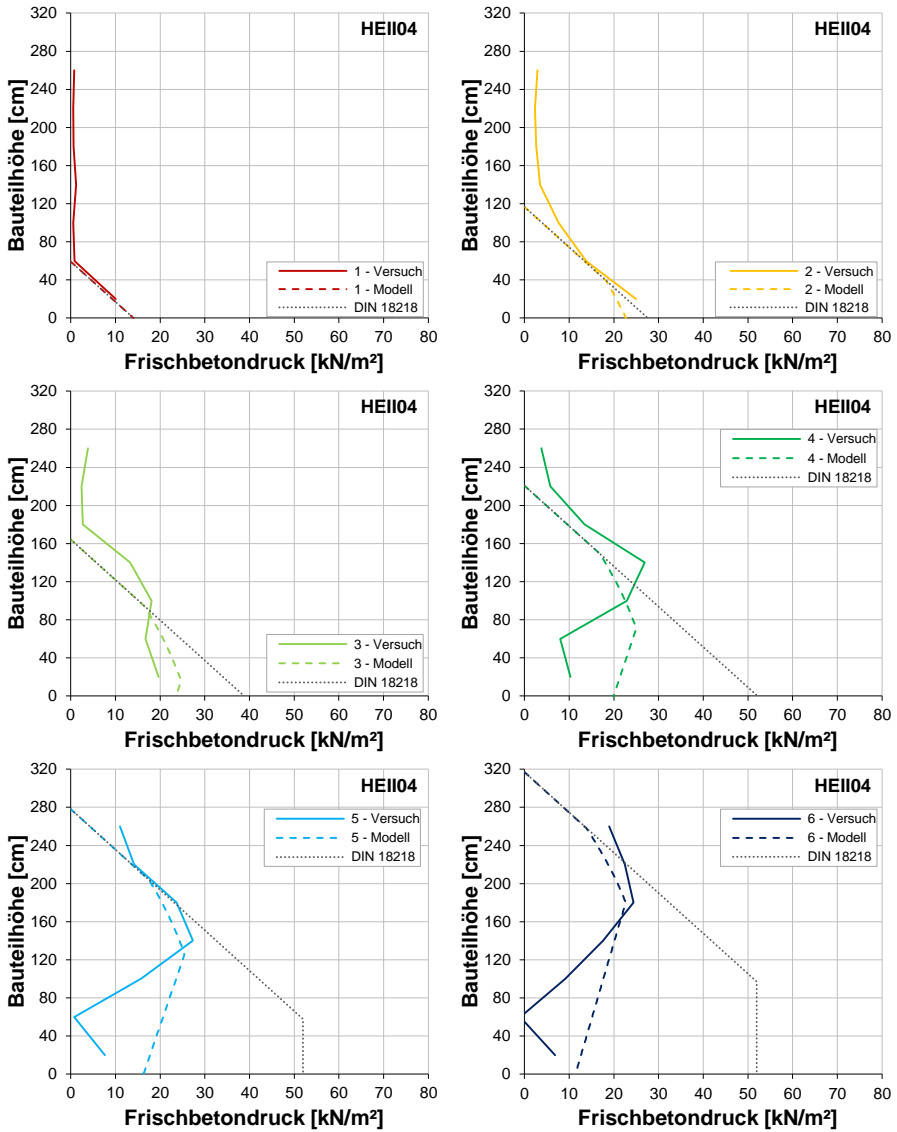 HEII04
Bauteilhöhe [cm]
320
280
240
200
160
120
80
40
0
1 - Versuch
1 - Modell
DIN 18218
0 10 20 30 40 50 60 70 80
Frischbetondruck [kN/m²]
HEII04
Bauteilhöhe [cm]
320
280
240
200
160
120
80
40
0
2 - Versuch
2 - Modell
DIN 18218
0 10 20 30 40 50 60 70 80
Frischbetondruck [kN/m²]
HEII04
Bauteilhöhe [cm]
320
280
240
200
160
120
80
40
0
3 - Versuch
3 - Modell
DIN 18218
0 10 20 30 40 50 60 70 80
Frischbetondruck [kN/m²]
HEII04
Bauteilhöhe [cm]
320
280
240
200
160
120
80
40
0
4 - Versuch
4 - Modell
DIN 18218
0 10 20 30 40 50 60 70 80
Frischbetondruck [kN/m²]
HEII04
Bauteilhöhe [cm]
320
280
240
200
160
120
80
40
0
5 - Versuch
5 - Modell
DIN 18218
0 10 20 30 40 50 60 70 80
Frischbetondruck [kN/m²]
HEII04
Bauteilhöhe [cm]
320
280
240
200
160
120
80
40
0
6 - Versuch
6 - Modell
DIN 18218
0 10 20 30 40 50 60 70 80
Frischbetondruck [kN/m²]